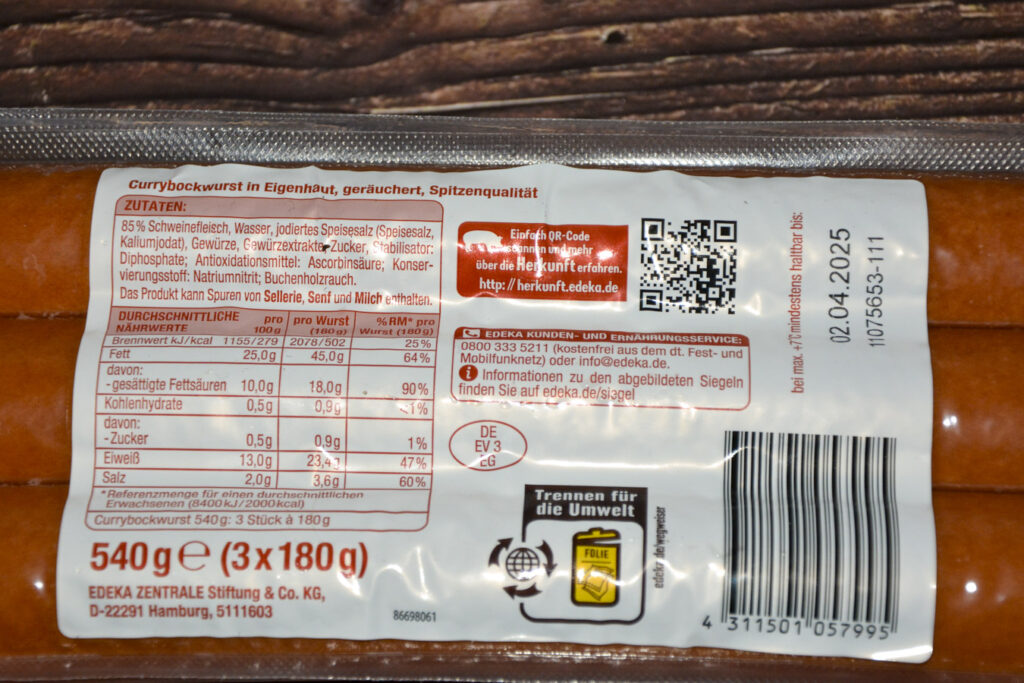 Currybockwurst in Eigenhaut, geräuchert, Spitzenqualität
ZUTATEN:
85% Schweinefleisch, Wasser, jodiertes Speisesalz (Speisesalz,
Kaliumjodat), Gewürze, Gewürzextrakte, Zucker, Stabilisator:
Diphosphate; Antioxidationsmittel: Ascorbinsäure; Konser-
vierungsstoff: Natriumnitrit; Buchenholzrauch.
Das Produkt kann Spuren von Sellerie, Senf und Milch enthalten.
DURCHSCHNITTLICHE NÄHRWERTE pro 100g pro Wurst (180g) %RM* pro Wurst (180g)
Brennwert kJ/kcal 1155/279 2078/502 25%
Fett 25,0g 45,0g 64%
davon:
-gesättigte Fettsäuren 10,0g 18,0g 90%
Kohlenhydrate 0,5g 0,9g <1%
davon:
-Zucker 0,5g 0,9g 1%
Eiweiß 13,0g 23,4g 47%
Salz 2,0g 3,6g 60%
*Referenzmenge für einen durchschnittlichen
Erwachsenen (8400kJ/2000kcal)
Currybockwurst 540g: 3 Stück à 180g
540g℮ (3x180g)
EDEKA ZENTRALE Stiftung & Co. KG,
D-22291 Hamburg, 5111603
86698061
Einfach QR-Code
scannen und mehr
über die Herkunft erfahren.
http://herkunft.edeka.de
EDEKA KUNDEN- UND ERNÄHRUNGSSERVICE:
0800 333 5211 (kostenfrei aus dem dt. Fest- und
Mobilfunknetz) oder info@edeka.de.
i Informationen zu den abgebildeten Siegeln
finden Sie auf edeka.de/siegel
DE
EV 3
EG
Trennen für
die Umwelt
FOLIE
edeka.de/wegweiser
bei max. +7°C mindestens haltbar bis:
02.04.2025
11075653-111
4 311501 057995